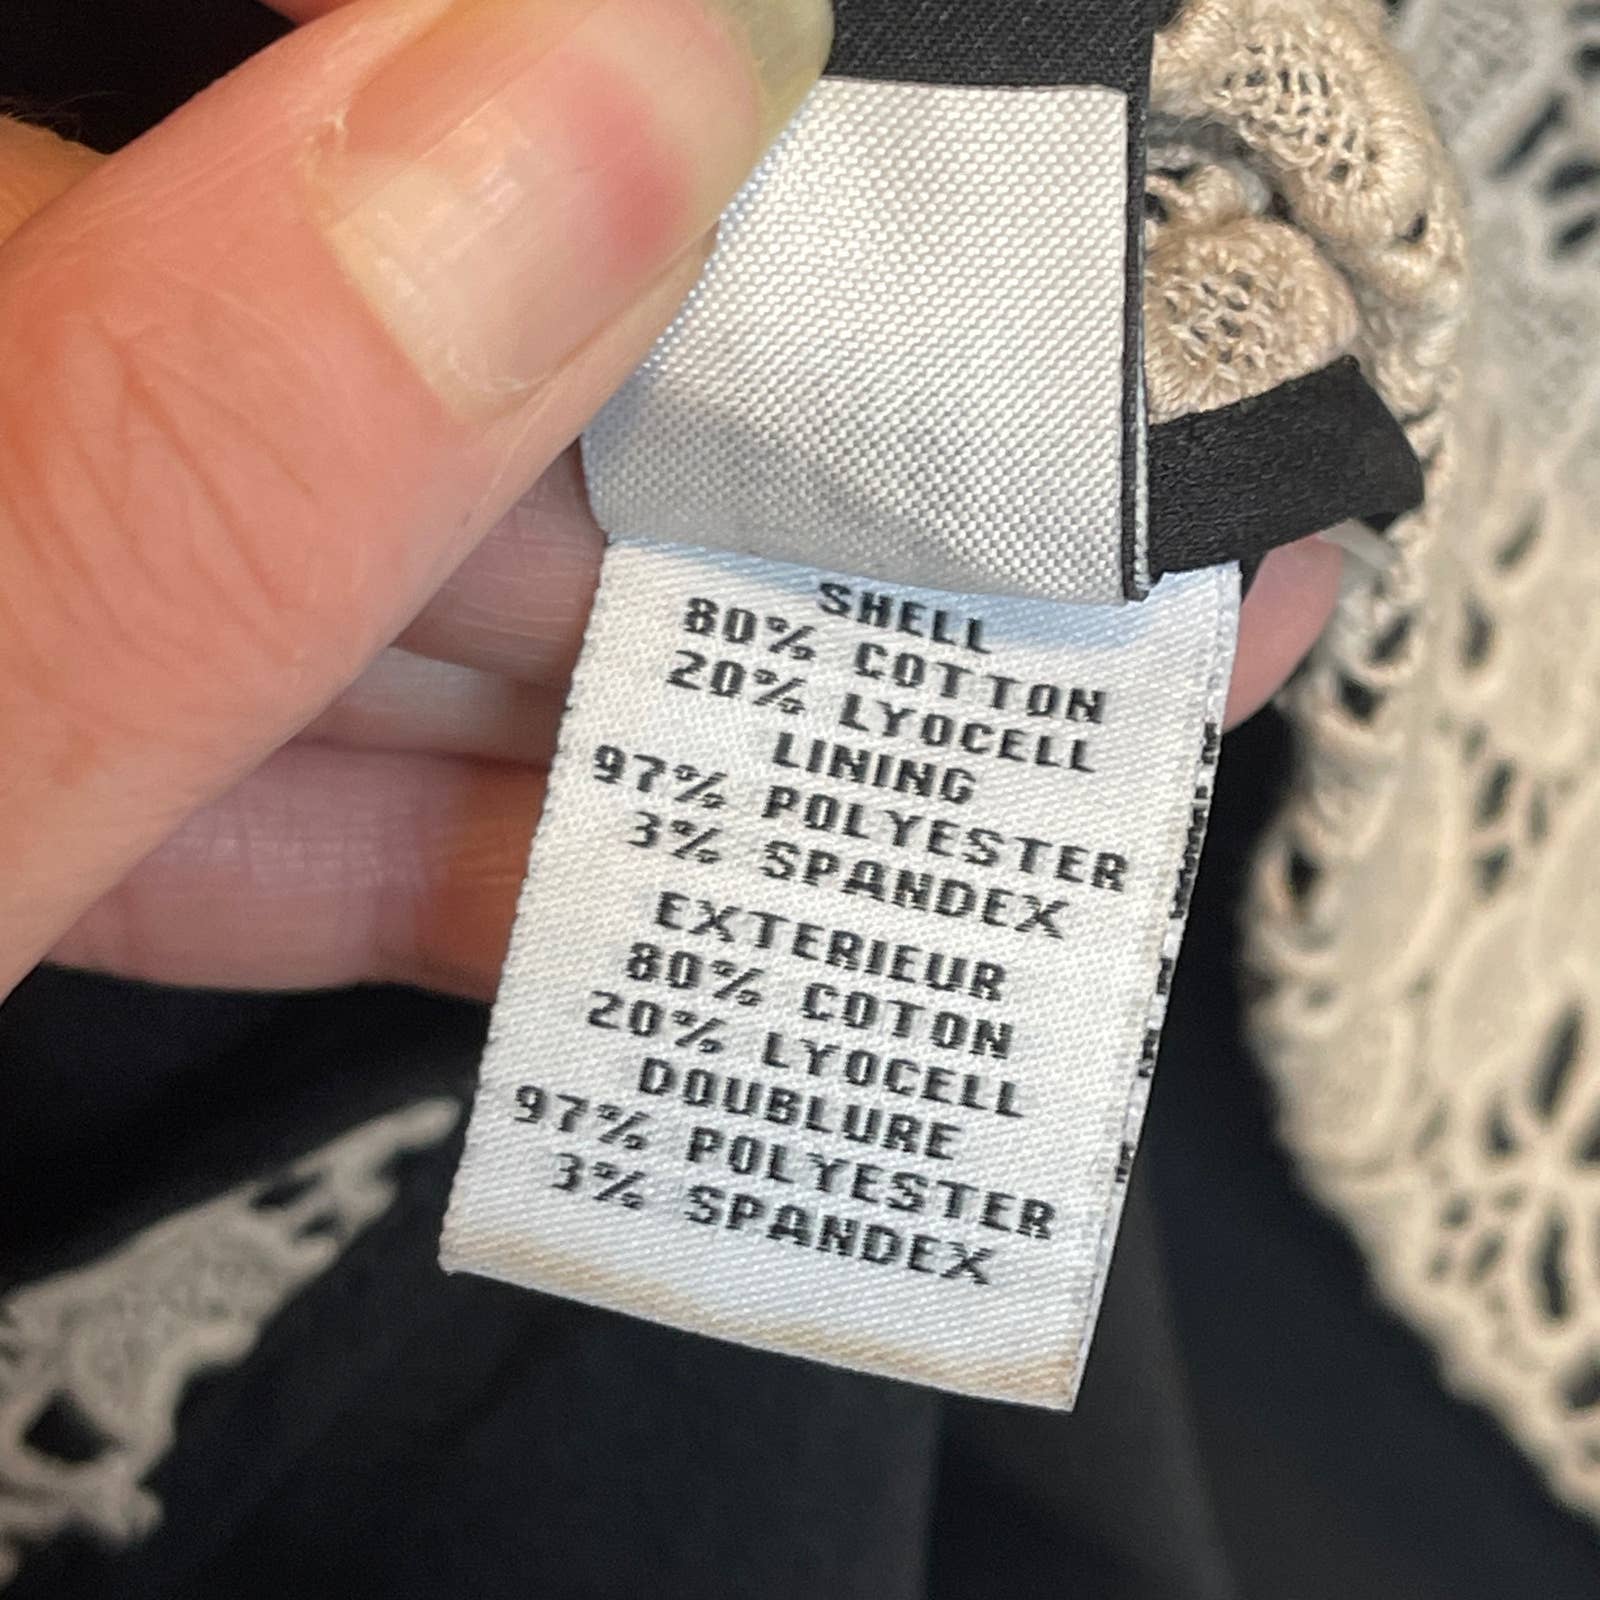 SHELL
80% COTTON
20% LYOCELL
LINING
97% POLYESTER
3% SPANDEX
EXTERIEUR
80% COTON
20% LYOCELL
DOUBLURE
97% POLYESTER
3% SPANDEX